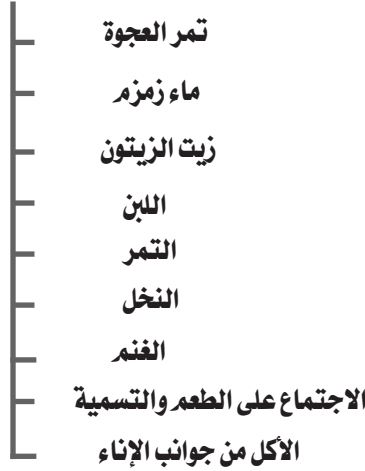 تمر العجوة
ماء زمزم
زيت الزيتون
اللبن
التمر
النخل
الغنم
الاجتماع على الطعم والتسمية
الأكل من جوانب الإناء